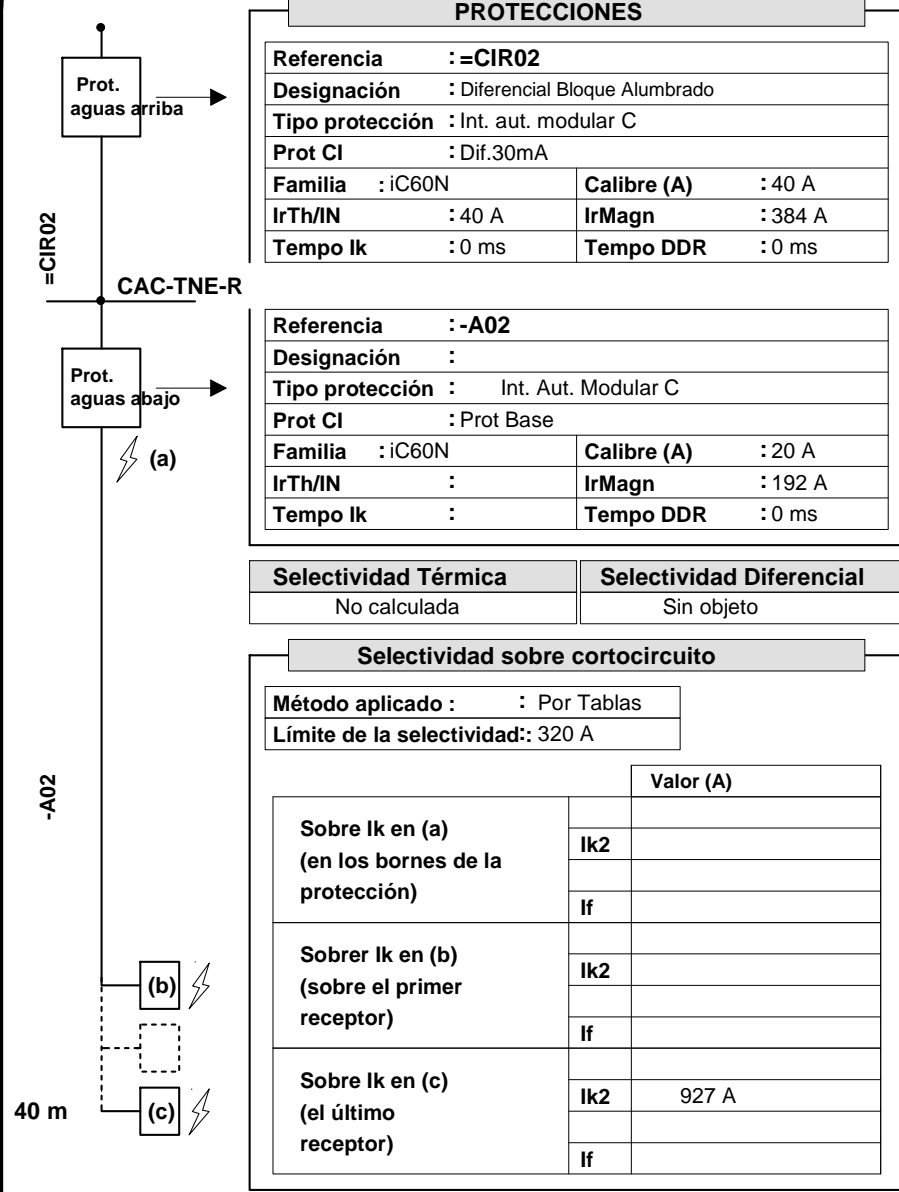 PROTECCIONES
Prot.
aguas arriba
Referencia : =CIR02
Designación : Diferencial Bloque Alumbrado
Tipo protección : Int. aut. modular C
Prot CI : Dif.30mA
Familia : iC60N Calibre (A) : 40 A
IrTh/IN : 40 A IrMagn : 384 A
Tempo Ik : 0 ms Tempo DDR : 0 ms
=CIR02
CAC-TNE-R
Prot.
aguas abajo
(a)
Referencia : -A02
Designación :
Tipo protección : Int. Aut. Modular C
Prot CI : Prot Base
Familia : iC60N Calibre (A) : 20 A
IrTh/IN : IrMagn : 192 A
Tempo Ik : Tempo DDR : 0 ms
Selectividad Térmica Selectividad Diferencial
No calculada Sin objeto
Selectividad sobre cortocircuito
Método aplicado : : Por Tablas
Límite de la selectividad:: 320 A
-A02
Valor (A)
Sobre Ik en (a)
(en los bornes de la
protección)
Ik2
If
(b)
Sobrer Ik en (b)
(sobre el primer
receptor)
Ik2
If
40 m
(c)
Sobre Ik en (c)
(el último
receptor)
Ik2 927 A
If